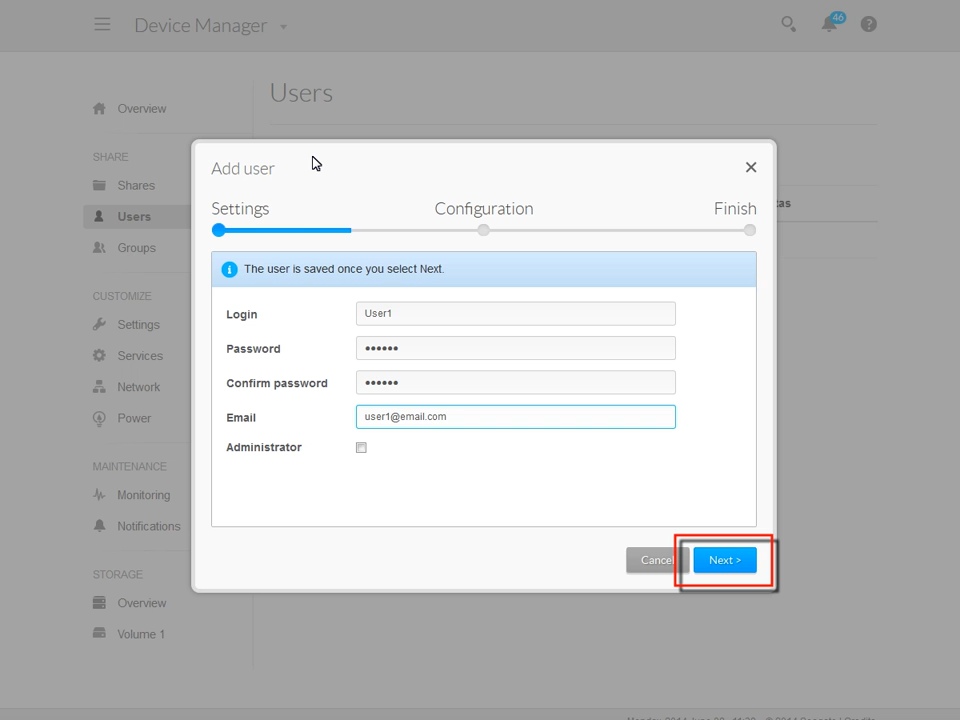 Device Manager
46
Users
Overview
SHARE
Shares
Users
Groups
CUSTOMIZE
Settings
Services
Network
Power
MAINTENANCE
Monitoring
Notifications
STORAGE
Overview
Volume 1
Add user
Settings Configuration Finish
The user is saved once you select Next.
Login User1
Password ••••••
Confirm password ••••••
Email user1@email.com
Administrator
Cancel Next >